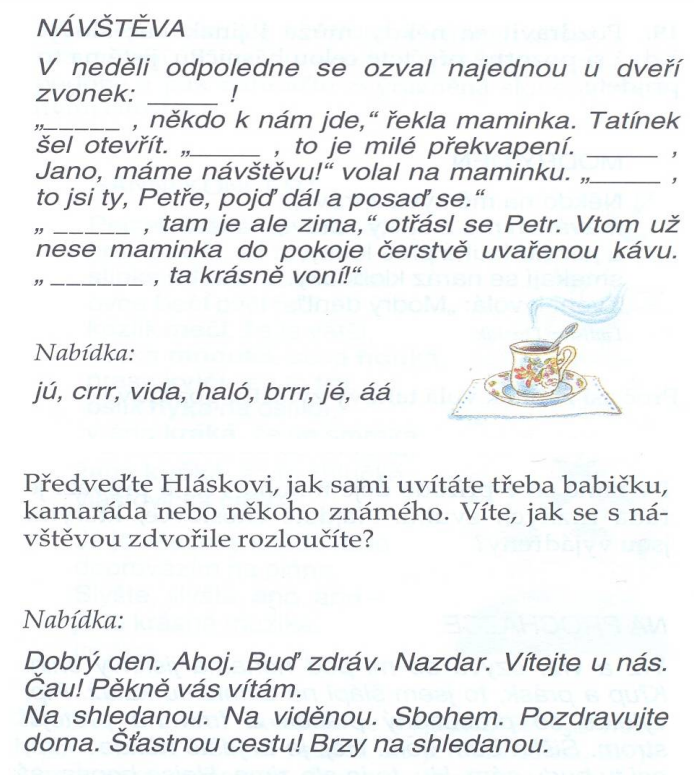 NÁVŠTĚVA
V neděli odpoledne se ozval najednou u dveří
zvonek: _____ !
„_____ , někdo k nám jde,“ řekla maminka. Tatínek
šel otevřít. „_____ , to je milé překvapení. _____ ,
Jano, máme návštěvu!“ volal na maminku. „_____ ,
to jsi ty, Petře, pojď dál a posaď se.“
„ ______ , tam je ale zima,“ otřásl se Petr. Vtom už
nese maminka do pokoje čerstvě uvařenou kávu.
„ ______ , ta krásně voní!“
Nabídka:
jú, crrr, vida, haló, brrr, jé, áá
Předveďte Hláskovi, jak sami uvítáte třeba babičku,
kamaráda nebo někoho známého. Víte, jak se s ná-
vštěvou zdvořile rozloučíte?
Nabídka:
Dobrý den. Ahoj. Buď zdráv. Nazdar. Vítejte u nás.
Čau! Pěkně vás vítám.
Na shledanou. Na viděnou. Sbohem. Pozdravujte
doma. Šťastnou cestu! Brzy na shledanou.